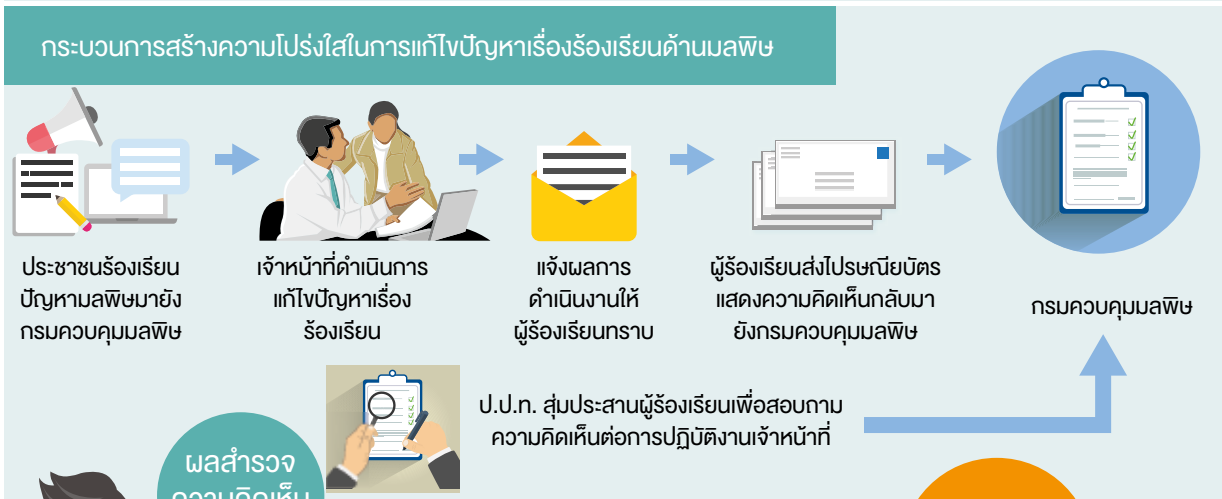 กระบวนการสร้างความโปร่งใสในการแก้ไขปัญหาเรื่องร้องเรียนด้านมลพิษ
ประชาชนร้องเรียน
ปัญหามลพิษมายัง
กรมควบคุมมลพิษ
เจ้าหน้าที่ดำเนินการ
แก้ไขปัญหาเรื่อง
ร้องเรียน
แจ้งผลการ
ดำเนินงานให้
ผู้ร้องเรียนทราบ
ผู้ร้องเรียนส่งไปรษณียบัตร
แสดงความคิดเห็นกลับมา
ยังกรมควบคุมมลพิษ
กรมควบคุมมลพิษ
ป.ป.ท. สุ่มประสานผู้ร้องเรียนเพื่อสอบถาม
ความคิดเห็นต่อการปฏิบัติงานเจ้าหน้าที่
ผลสำรวจ
ความคิดเห็น